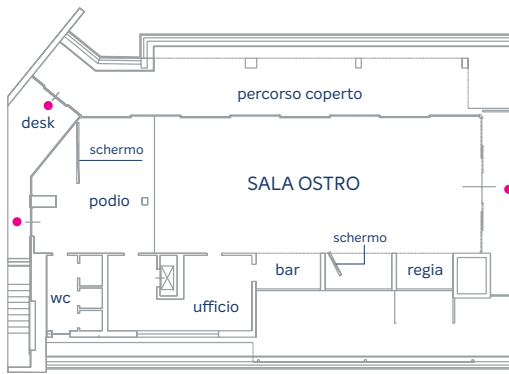 percorso coperto
desk
schermo
SALA OSTRO
podio
schermo
bar
regia
wc
ufficio